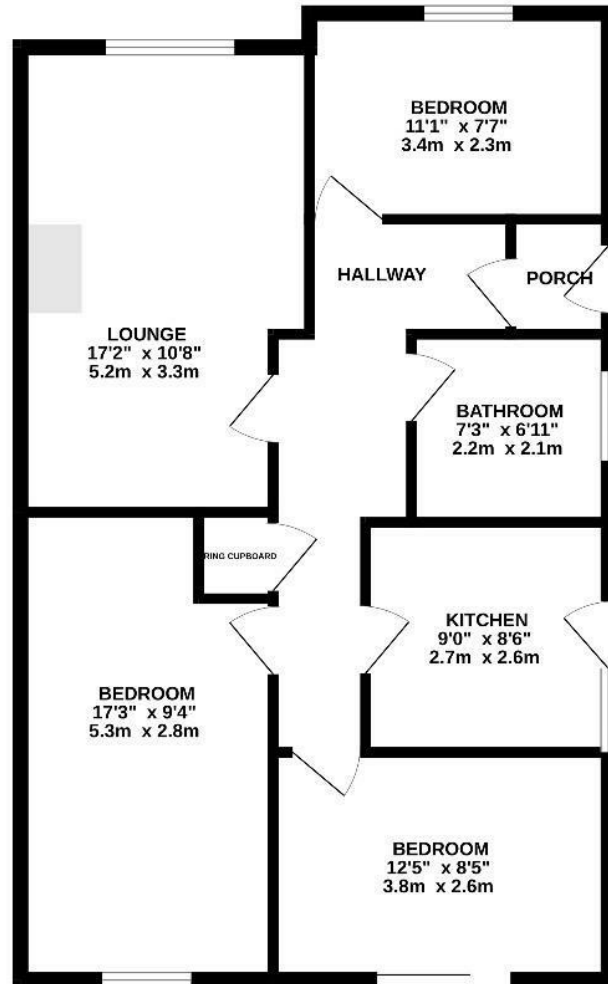 BEDROOM
11'1" x 7'7"
3.4m x 2.3m
HALLWAY
PORCH
LOUNGE
17'2" x 10'8"
5.2m x 3.3m
BATHROOM
7'3" x 6'11"
2.2m x 2.1m
RING CUPBOARD
KITCHEN
9'0" x 8'6"
2.7m x 2.6m
BEDROOM
17'3" x 9'4"
5.3m x 2.8m
BEDROOM
12'5" x 8'5"
3.8m x 2.6m